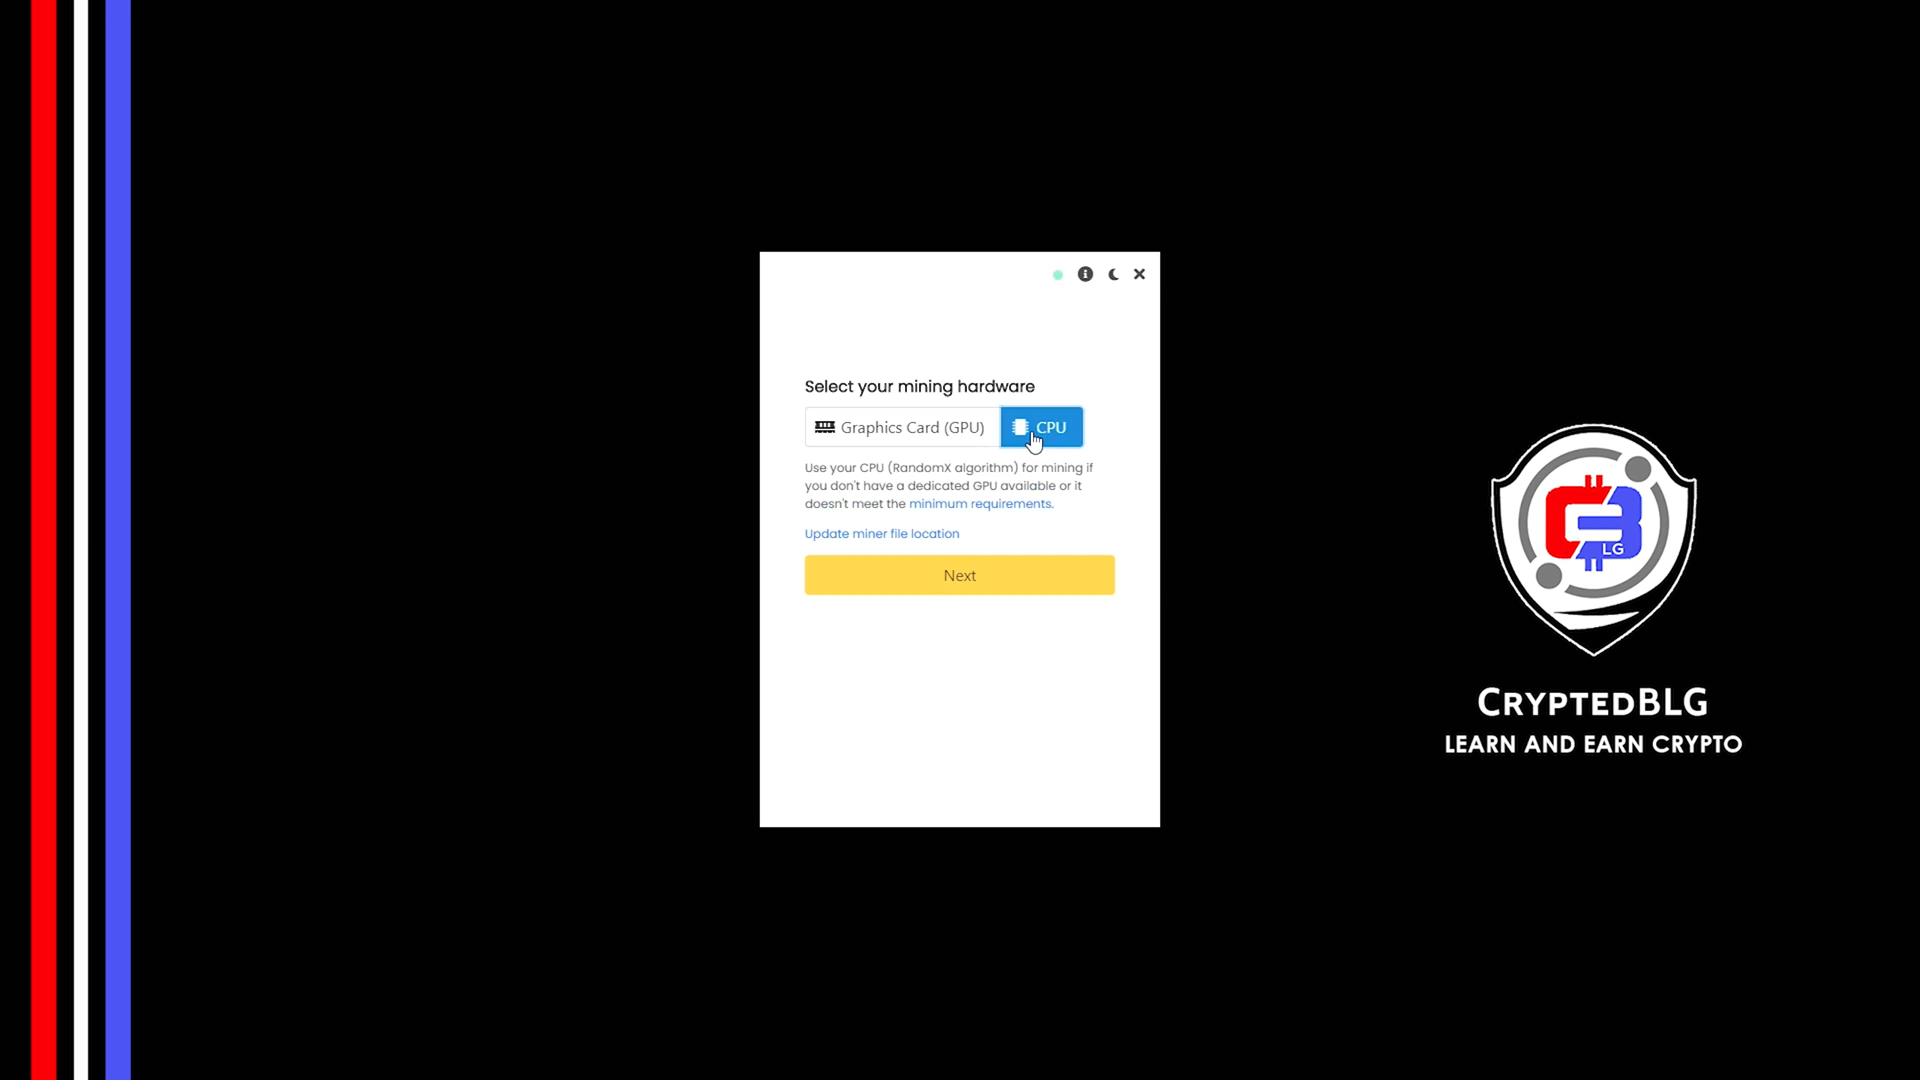 Select your mining hardware
Graphics Card (GPU)
CPU
Use your CPU (RandomX algorithm) for mining if
you don't have a dedicated GPU available or it
doesn't meet the minimum requirements.
Update miner file location
Next
LG
CRYPTEDBLG
LEARN AND EARN CRYPTO